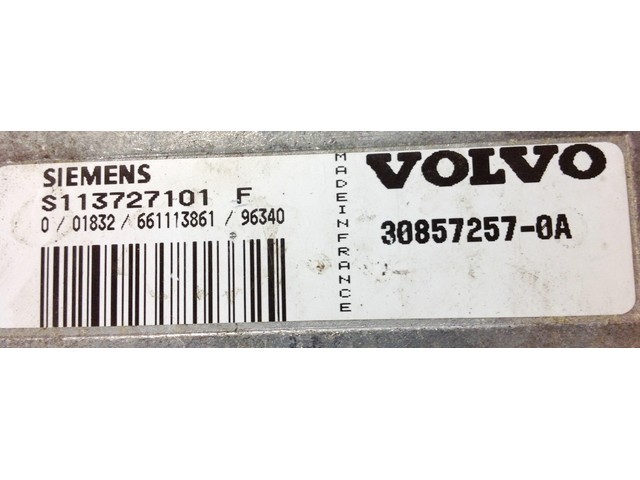 SIEMENS
S113727101 F
0 / 01832 / 661113861 / 96340
MADEINFRANCE
VOLVO
30857257-0A